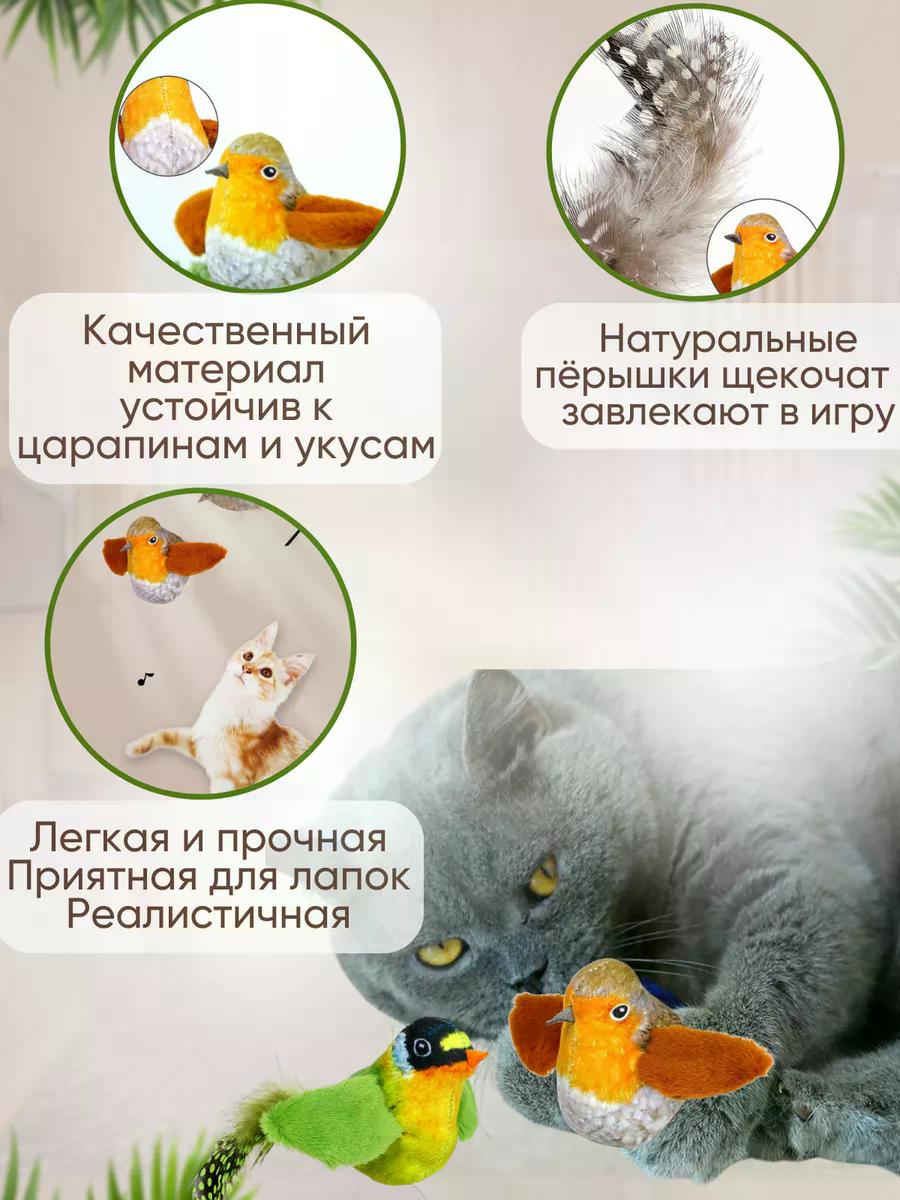 Качественный
материал
устойчив к
царапинам и укусам
Натуральные
пёрышки щекочат
завлекают в игру
Легкая и прочная
Приятная для лапок
Реалистичная